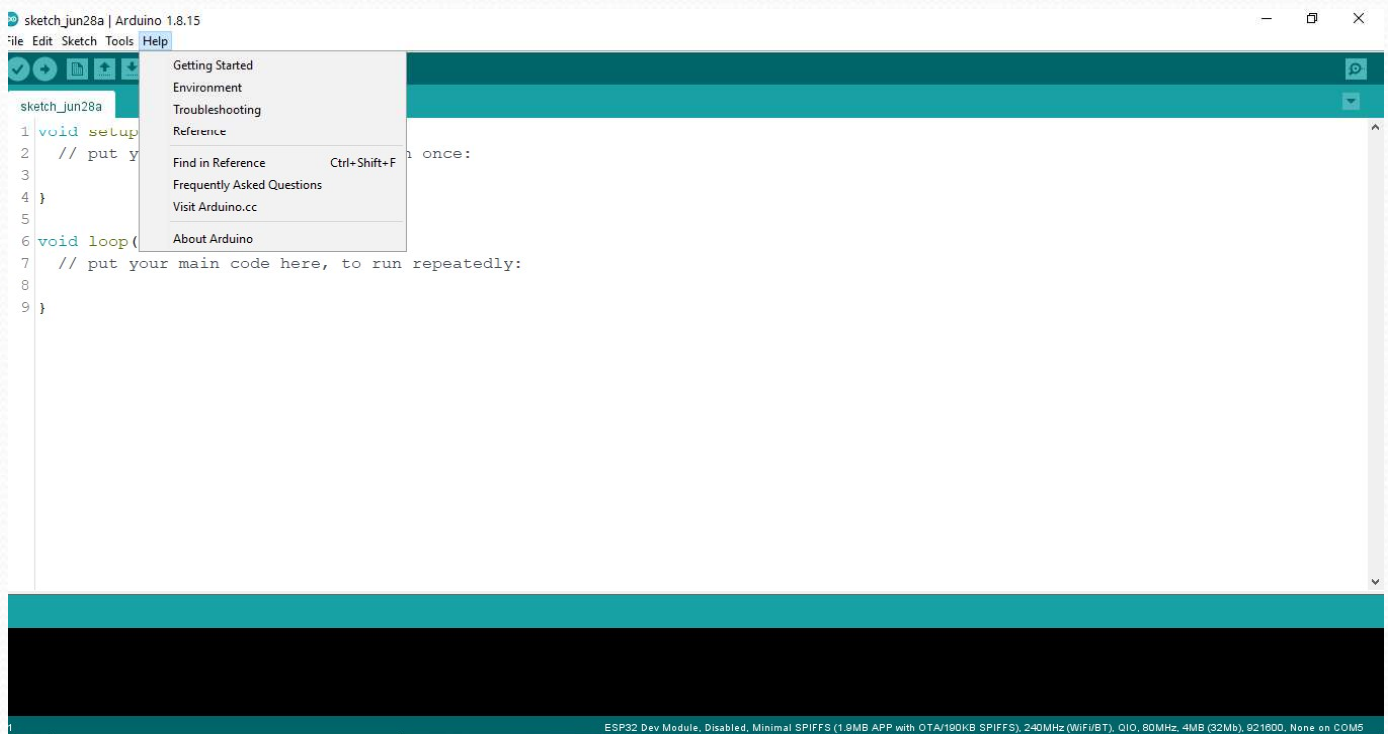 sketch_jun28a | Arduino 1.8.15
File Edit Sketch Tools Help
Getting Started
Environment
Troubleshooting
Reference
Find in Reference Ctrl+Shift+F
Frequently Asked Questions
Visit Arduino.cc
About Arduino
sketch_jun28a
1 void setup
2 // put y n once:
3
4 }
5
6 void loop(
7 // put your main code here, to run repeatedly:
8
9 }
1
ESP32 Dev Module, Disabled, Minimal SPIFFS (1.9MB APP with OTA/190KB SPIFFS), 240MHz (WiFi/BT), QIO, 80MHz, 4MB (32Mb), 921600, None on COM5